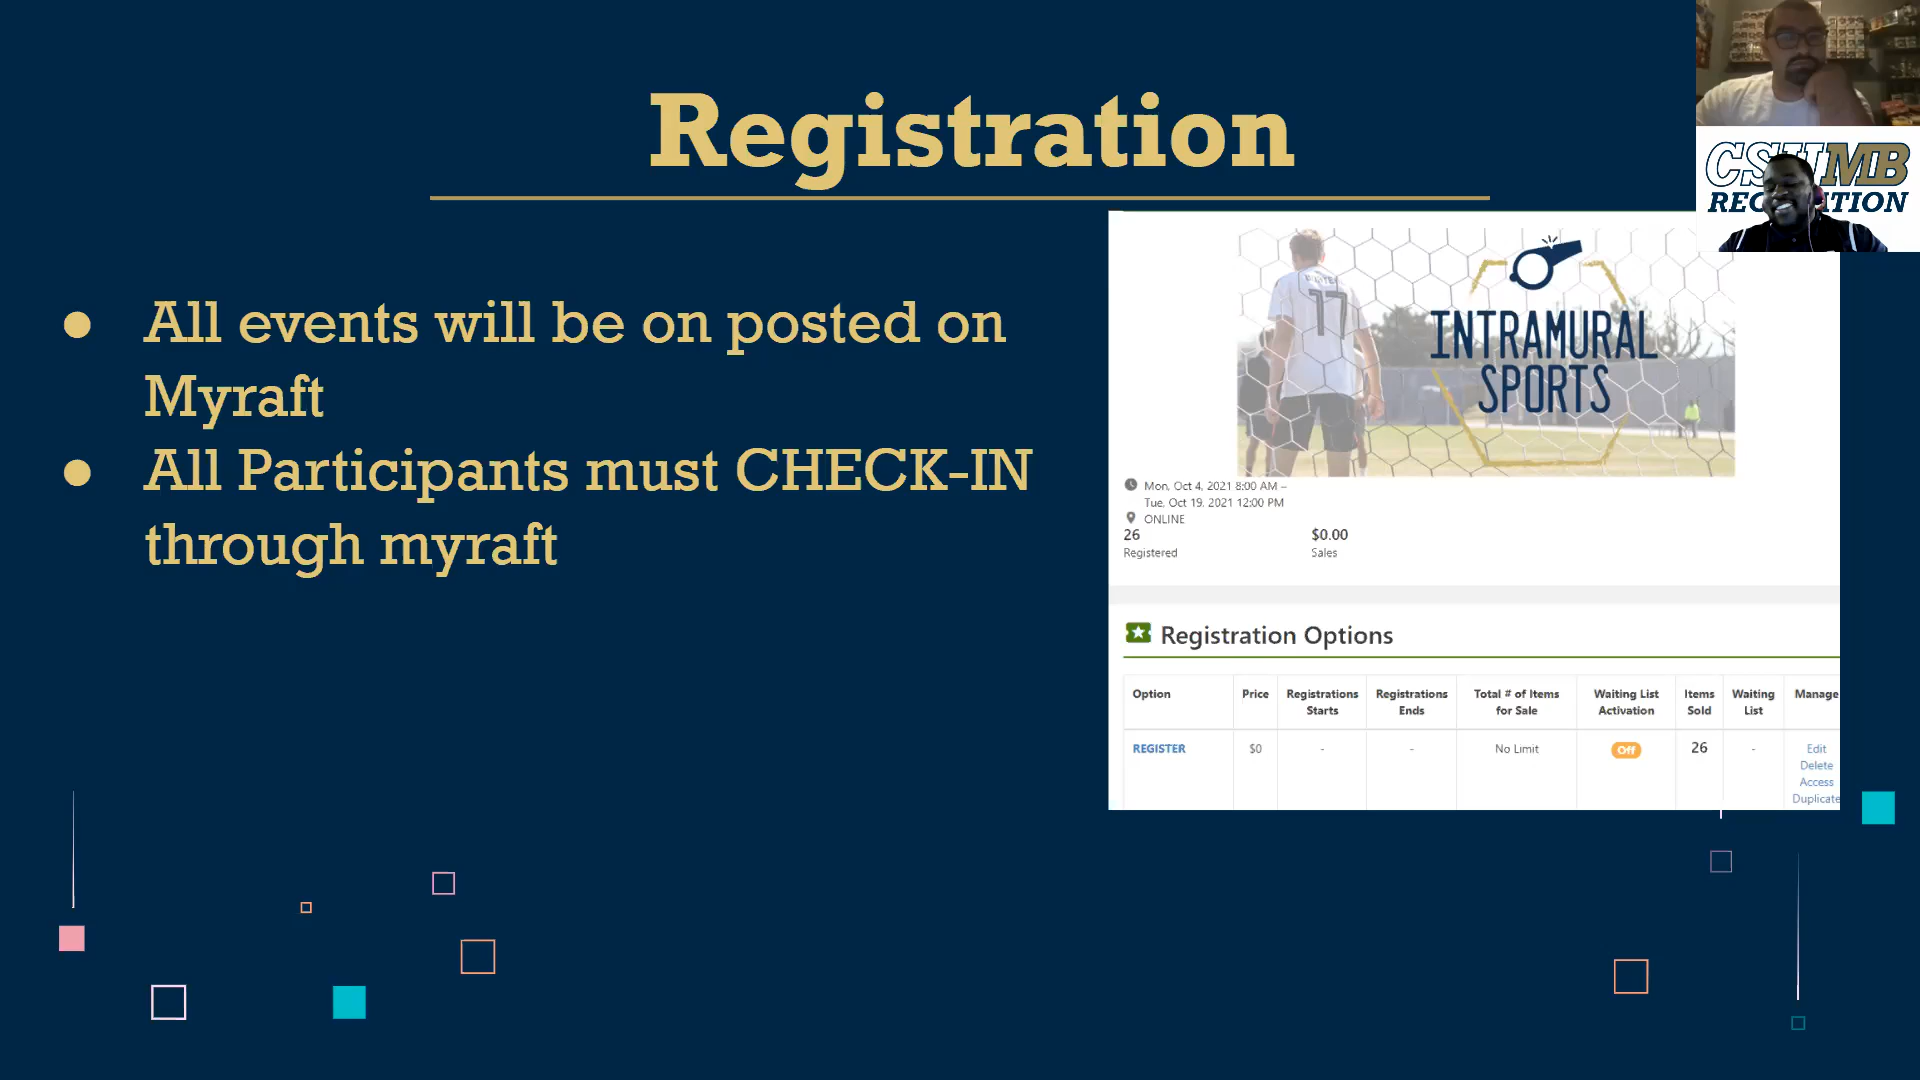 Registration
CSUMB
RECREATION
● All events will be on posted on
Myraft
● All Participants must CHECK-IN
through myraft
17
INTRAMURAL
SPORTS
Mon, Oct 4, 2021 8:00 AM –
Tue, Oct 19, 2021 12:00 PM
ONLINE
26 $0.00
Registered Sales
Registration Options
Option Price Registrations Starts Registrations Ends Total # of Items for Sale Waiting List Activation Items Sold Waiting List Manage
REGISTER $0 - - No Limit Off 26 - Edit
Delete
Access
Duplicate